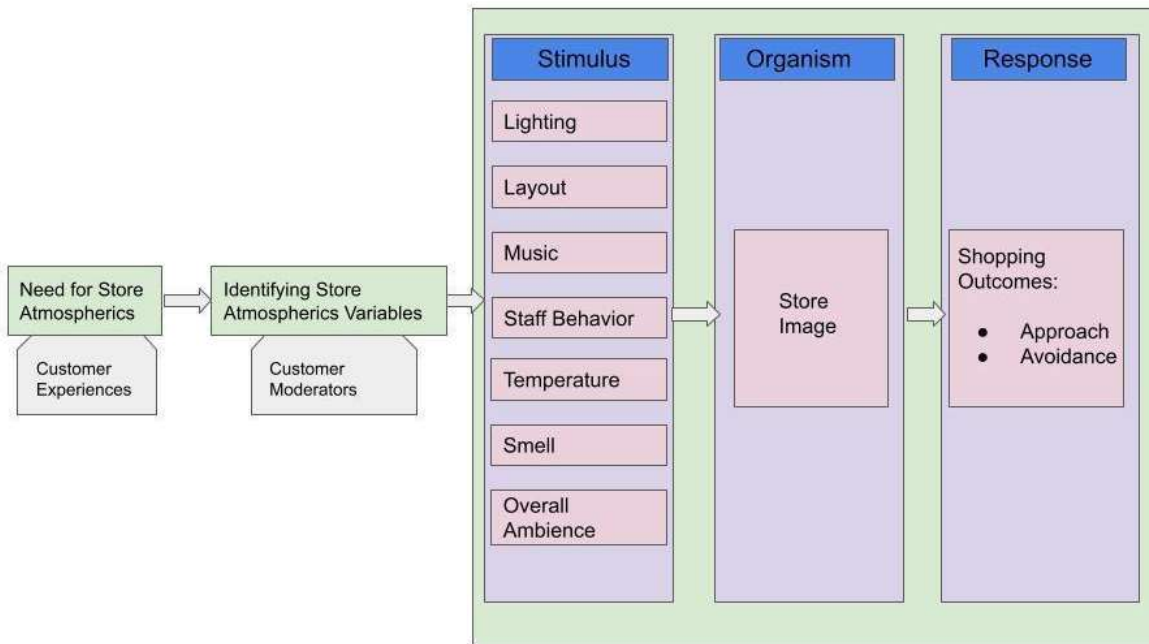 Need for Store
Atmospherics
Customer
Experiences
Identifying Store
Atmospherics Variables
Customer
Moderators
Stimulus
Lighting
Layout
Music
Staff Behavior
Temperature
Smell
Overall
Ambience
Organism
Store
Image
Response
Shopping
Outcomes:
● Approach
● Avoidance